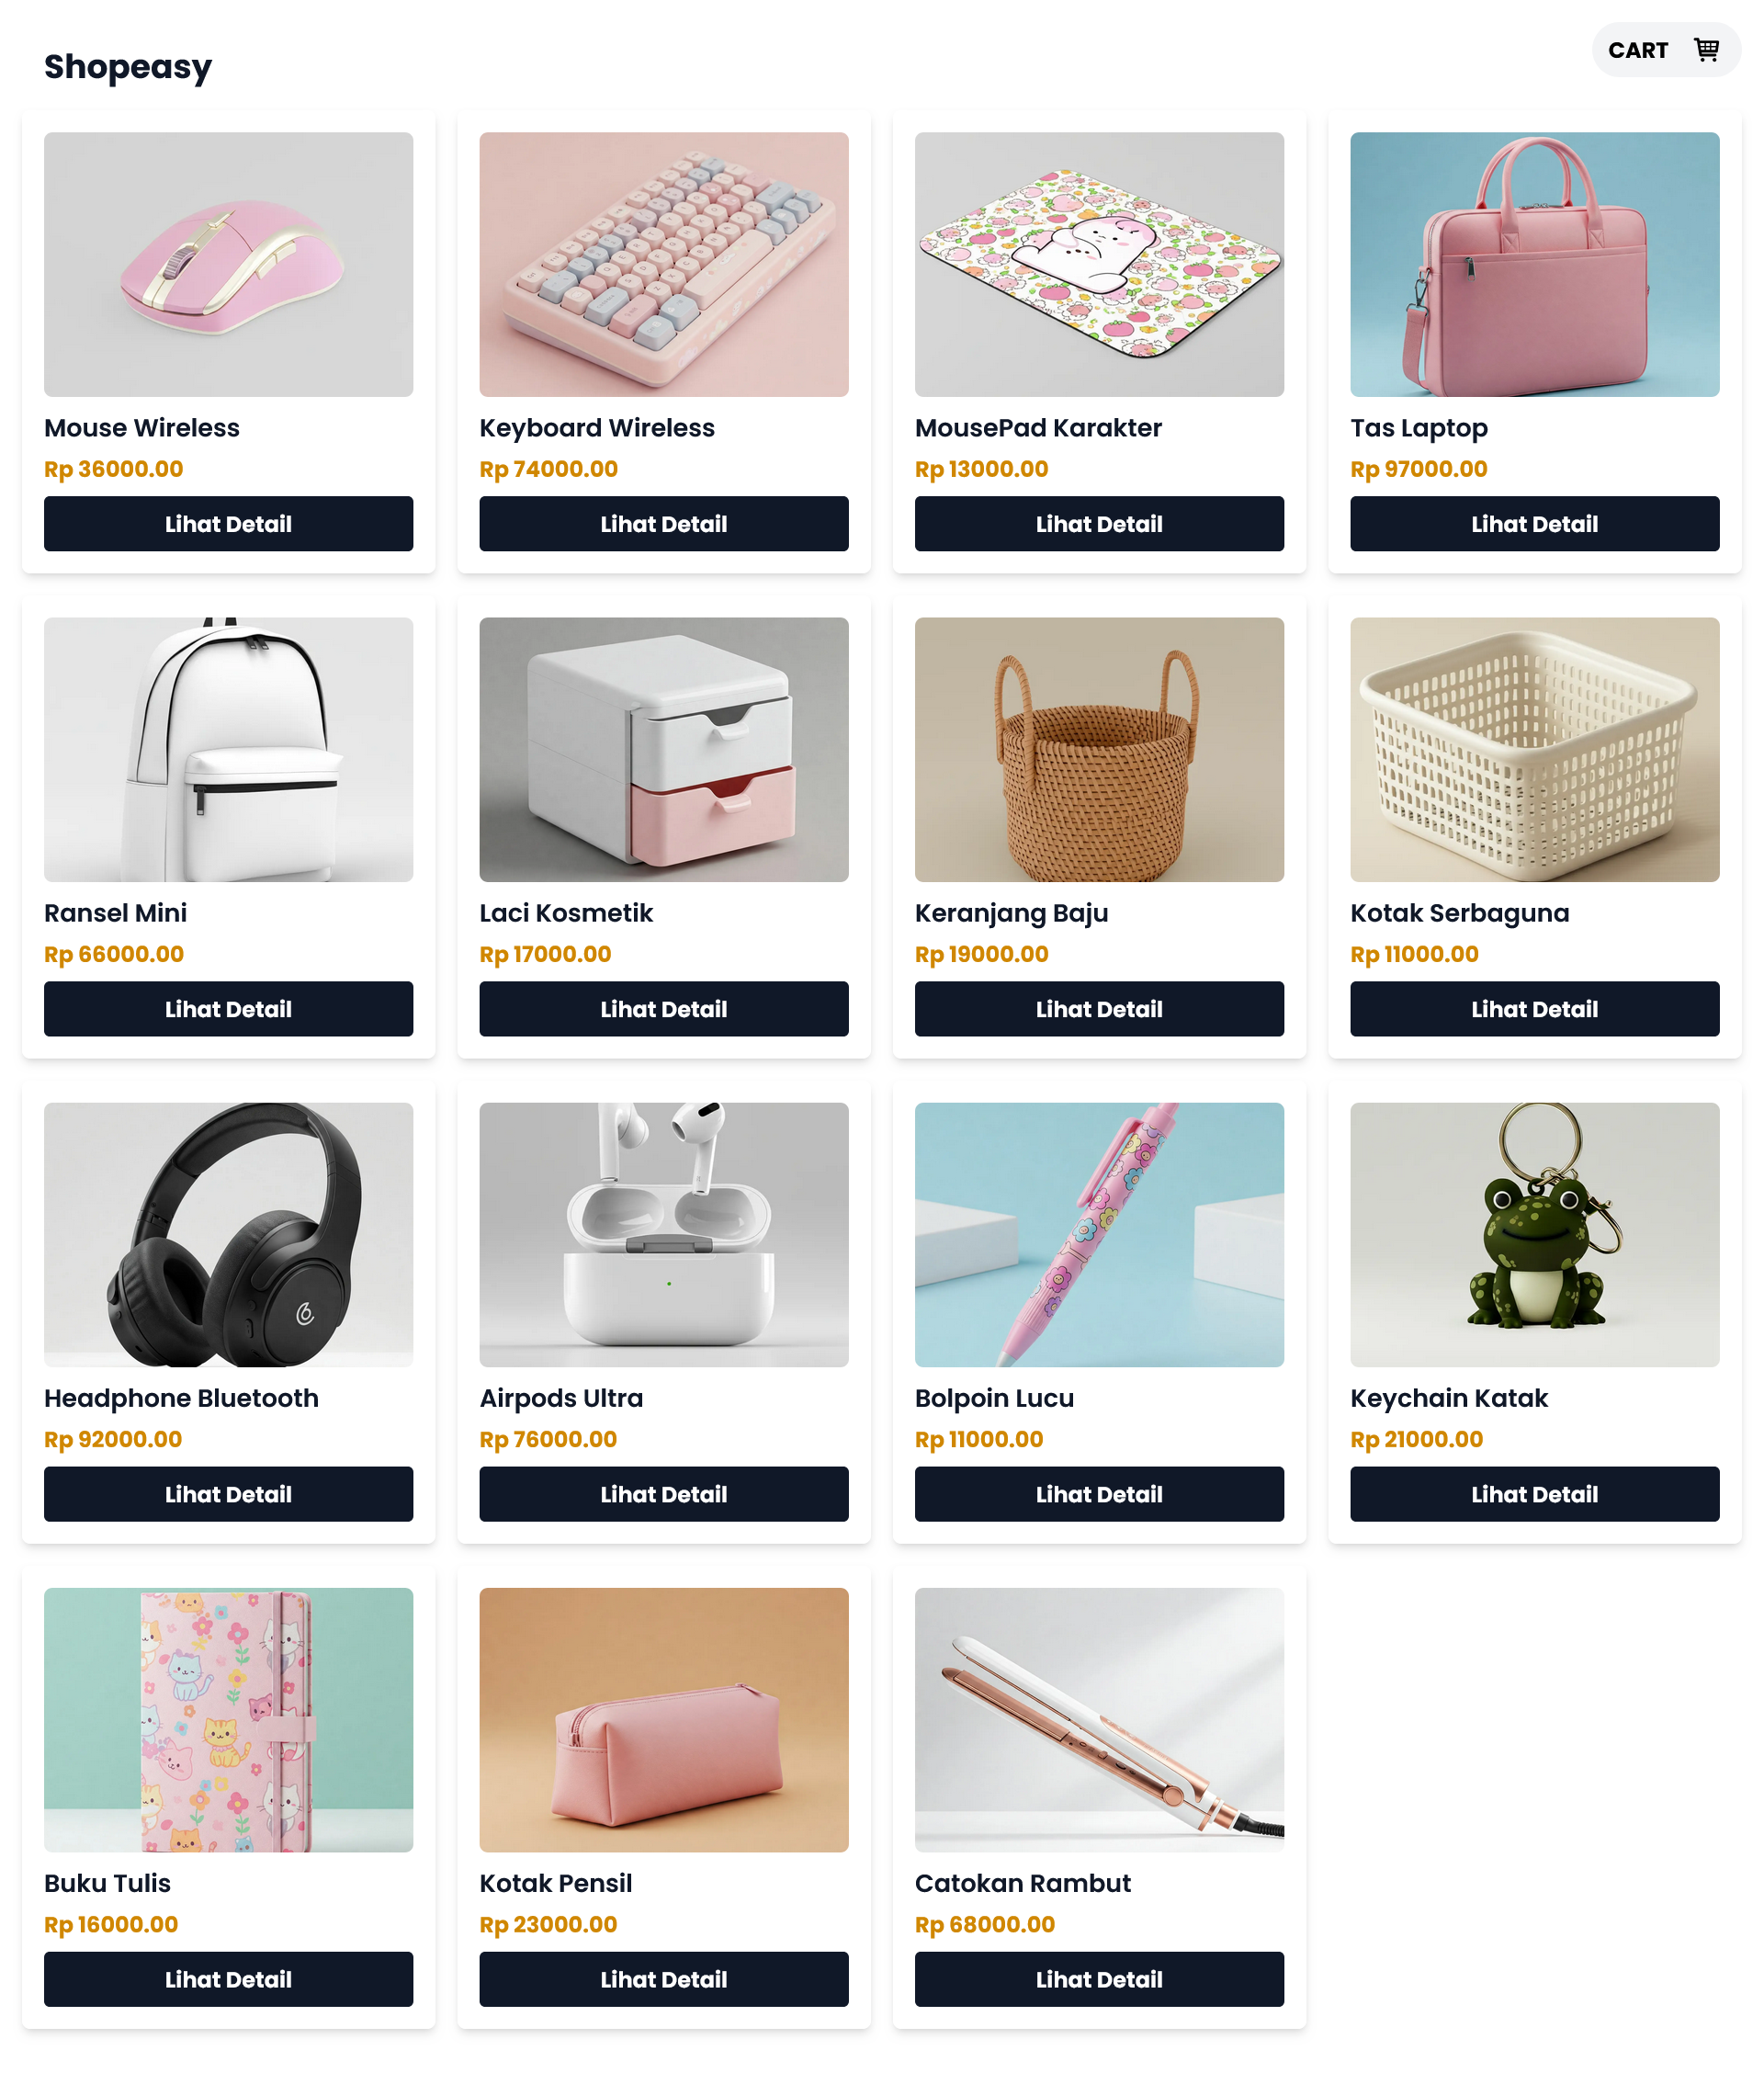 Shopeasy
CART
Mouse Wireless
Rp 36000.00
Lihat Detail
Keyboard Wireless
Rp 74000.00
Lihat Detail
MousePad Karakter
Rp 13000.00
Lihat Detail
Tas Laptop
Rp 97000.00
Lihat Detail
Ransel Mini
Rp 66000.00
Lihat Detail
Laci Kosmetik
Rp 17000.00
Lihat Detail
Keranjang Baju
Rp 19000.00
Lihat Detail
Kotak Serbaguna
Rp 11000.00
Lihat Detail
Headphone Bluetooth
Rp 92000.00
Lihat Detail
Airpods Ultra
Rp 76000.00
Lihat Detail
Bolpoin Lucu
Rp 11000.00
Lihat Detail
Keychain Katak
Rp 21000.00
Lihat Detail
Buku Tulis
Rp 16000.00
Lihat Detail
Kotak Pensil
Rp 23000.00
Lihat Detail
Catokan Rambut
Rp 68000.00
Lihat Detail